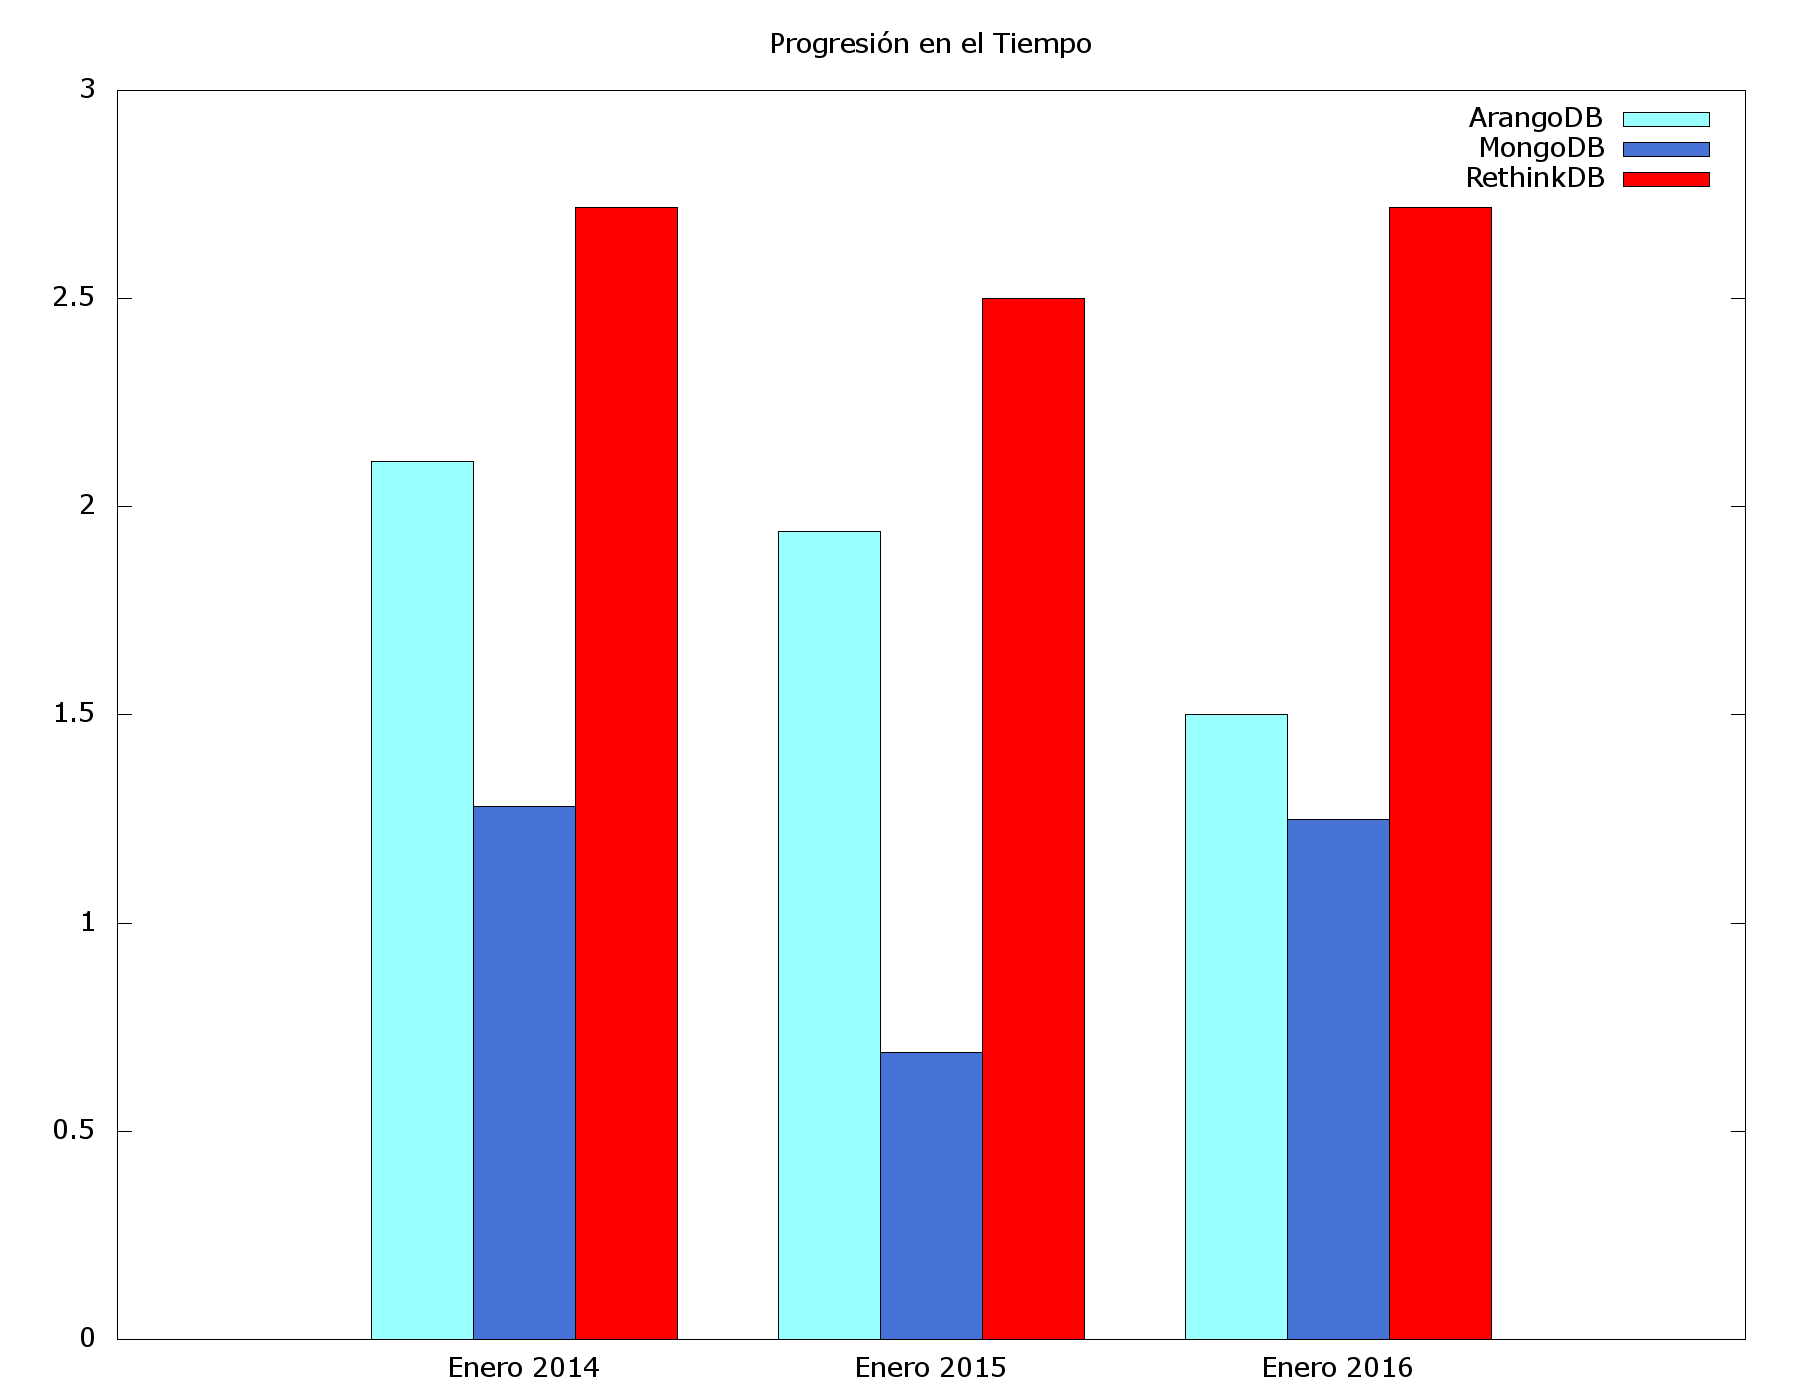 Progresión en el Tiempo
ArangoDB
MongoDB
RethinkDB
3
2.5
2
1.5
1
0.5
0
Enero 2014 Enero 2015 Enero 2016